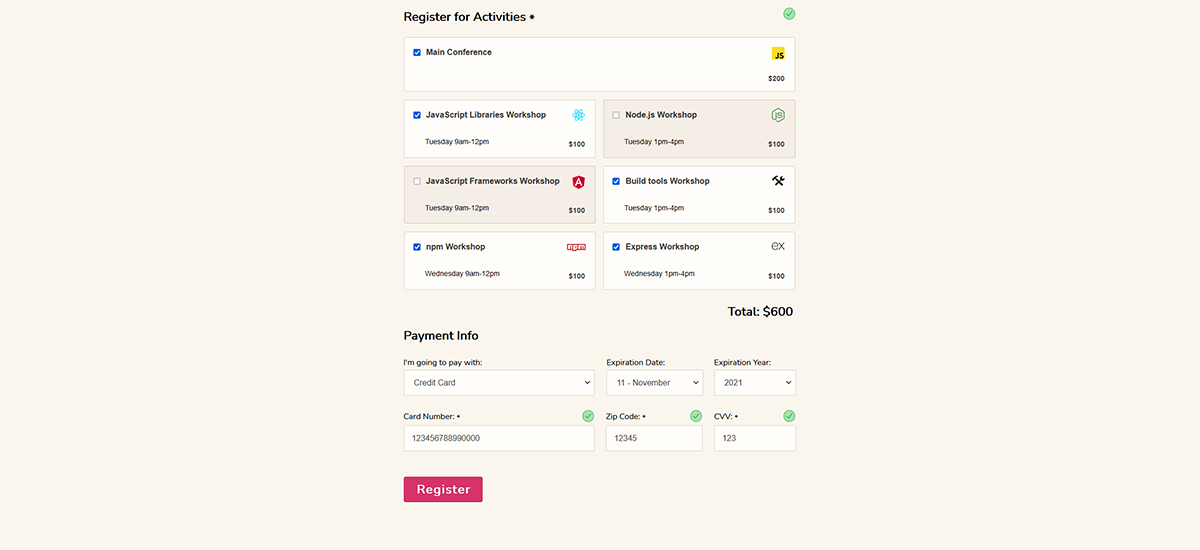 Register for Activities *
Main Conference
JS
$200
JavaScript Libraries Workshop
Tuesday 9am-12pm
$100
Node.js Workshop
JS
Tuesday 1pm-4pm
$100
JavaScript Frameworks Workshop
A
Tuesday 9am-12pm
$100
Build tools Workshop
Tuesday 1pm-4pm
$100
npm Workshop
npm
Wednesday 9am-12pm
$100
Express Workshop
ex
Wednesday 1pm-4pm
$100
Total: $600
Payment Info
I'm going to pay with:
Credit Card
Expiration Date:
11 - November
Expiration Year:
2021
Card Number: *
123456788990000
Zip Code: *
12345
CVV: *
123
Register